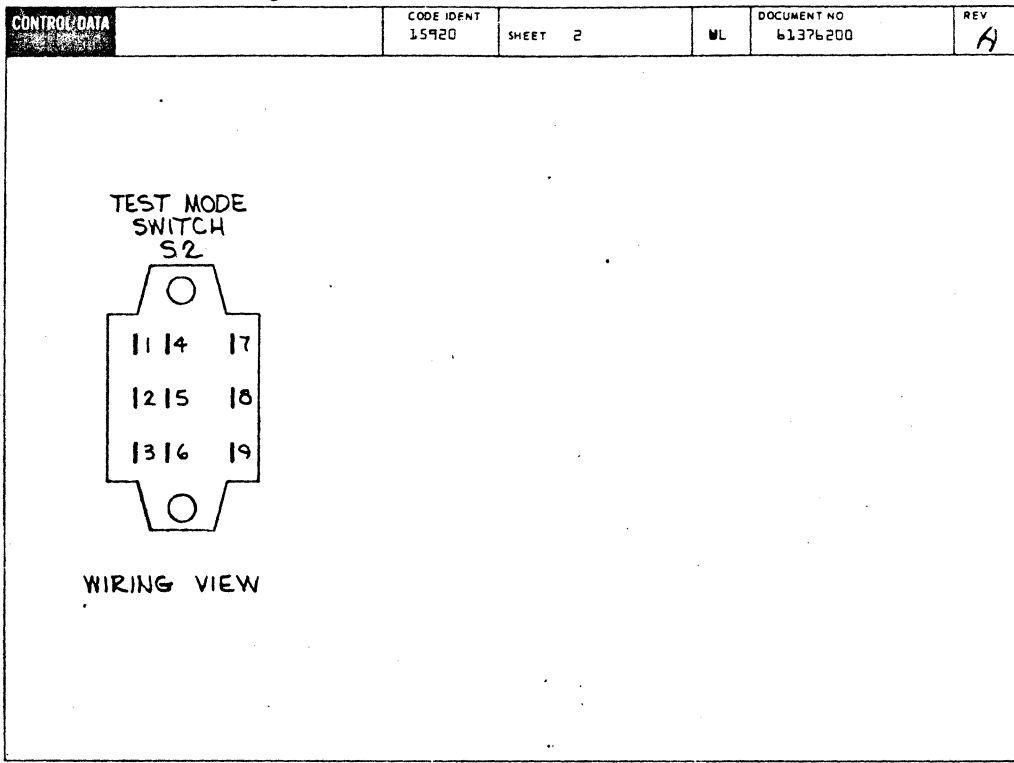 CONTROL DATA
CODE IDENT
15920
SHEET 2
WL
DOCUMENT NO
61376200
REV
A
TEST MODE
SWITCH
S2
1 4 7
2 5 8
3 6 9
WIRING VIEW